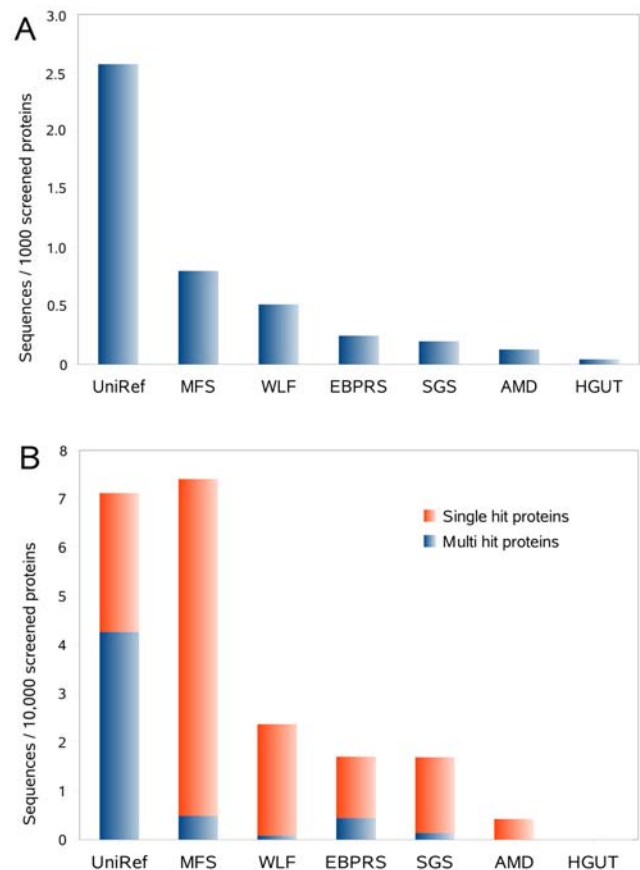 A
3.0
2.5
2.0
1.5
1.0
0.5
0
Sequences / 1000 screened proteins
UniRef MFS WLF EBPRS SGS AMD HGUT
B
8
7
6
5
4
3
2
1
0
Sequences / 10,000 screened proteins
Single hit proteins
Multi hit proteins
UniRef MFS WLF EBPRS SGS AMD HGUT